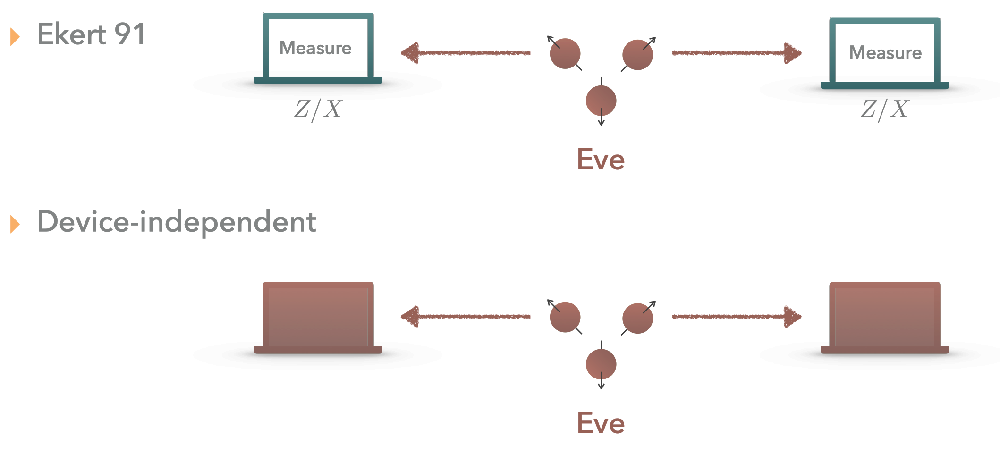 Ekert 91
Measure
Measure
Z/X
Z/X
Eve
Device-independent
Eve